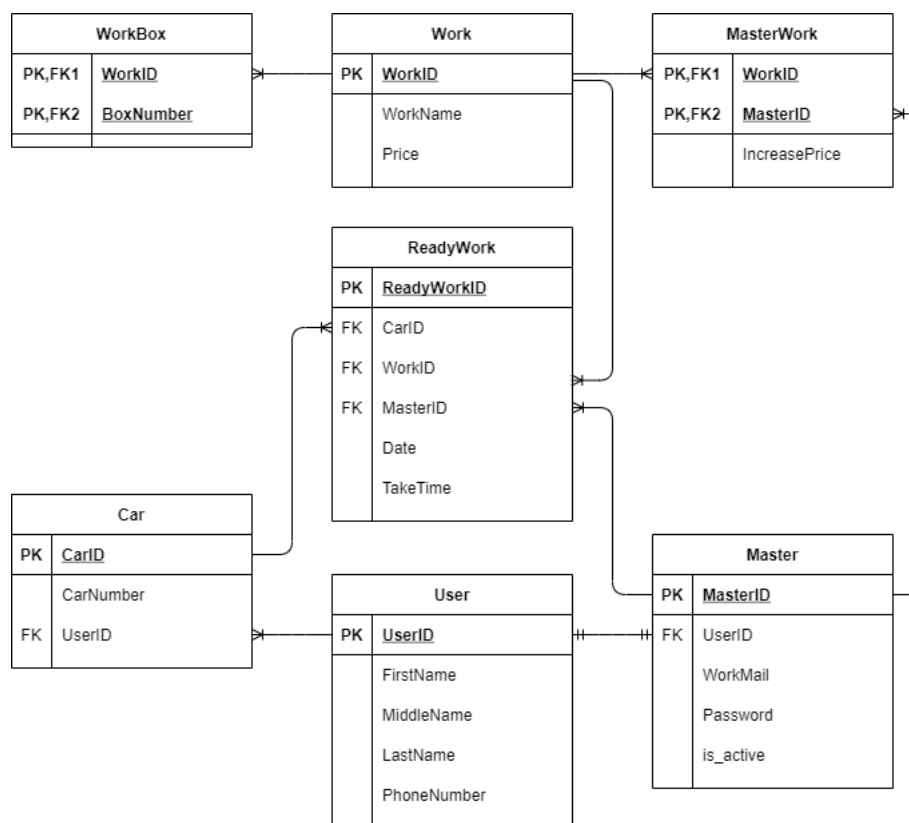 WorkBox
PK,FK1 WorkID
PK,FK2 BoxNumber
Work
PK WorkID
WorkName
Price
MasterWork
PK,FK1 WorkID
PK,FK2 MasterID
IncreasePrice
ReadyWork
PK ReadyWorkID
FK CarID
FK WorkID
FK MasterID
Date
TakeTime
Car
PK CarID
CarNumber
FK UserID
User
PK UserID
FirstName
MiddleName
LastName
PhoneNumber
Master
PK MasterID
FK UserID
WorkMail
Password
is_active